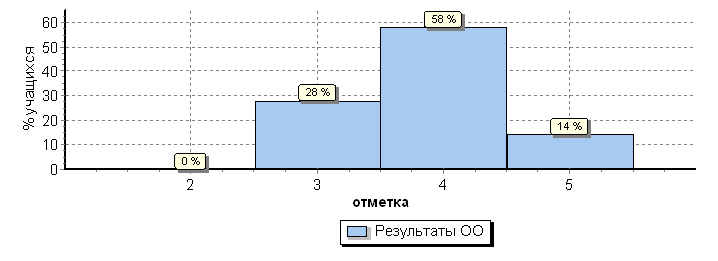 % учащихся
60
50
40
30
20
10
0
0 %
28 %
58 %
14 %
2 3 4 5
отметка
Результаты ОО